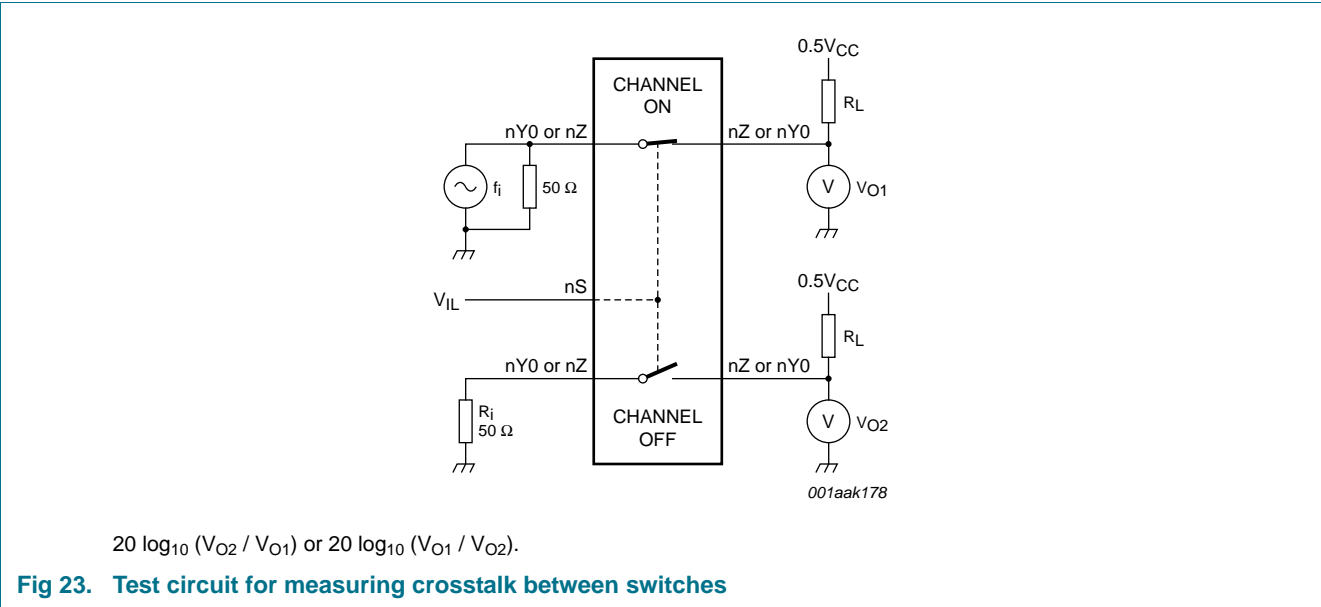 0.5VCC
CHANNEL
ON
RL
nY0 or nZ
nZ or nY0
fi
50 Ω
V
VO1
nS
VIL
0.5VCC
RL
nY0 or nZ
nZ or nY0
Ri
50 Ω
CHANNEL
OFF
V
VO2
001aak178
20 log10 (VO2 / VO1) or 20 log10 (VO1 / VO2).
Fig 23. Test circuit for measuring crosstalk between switches